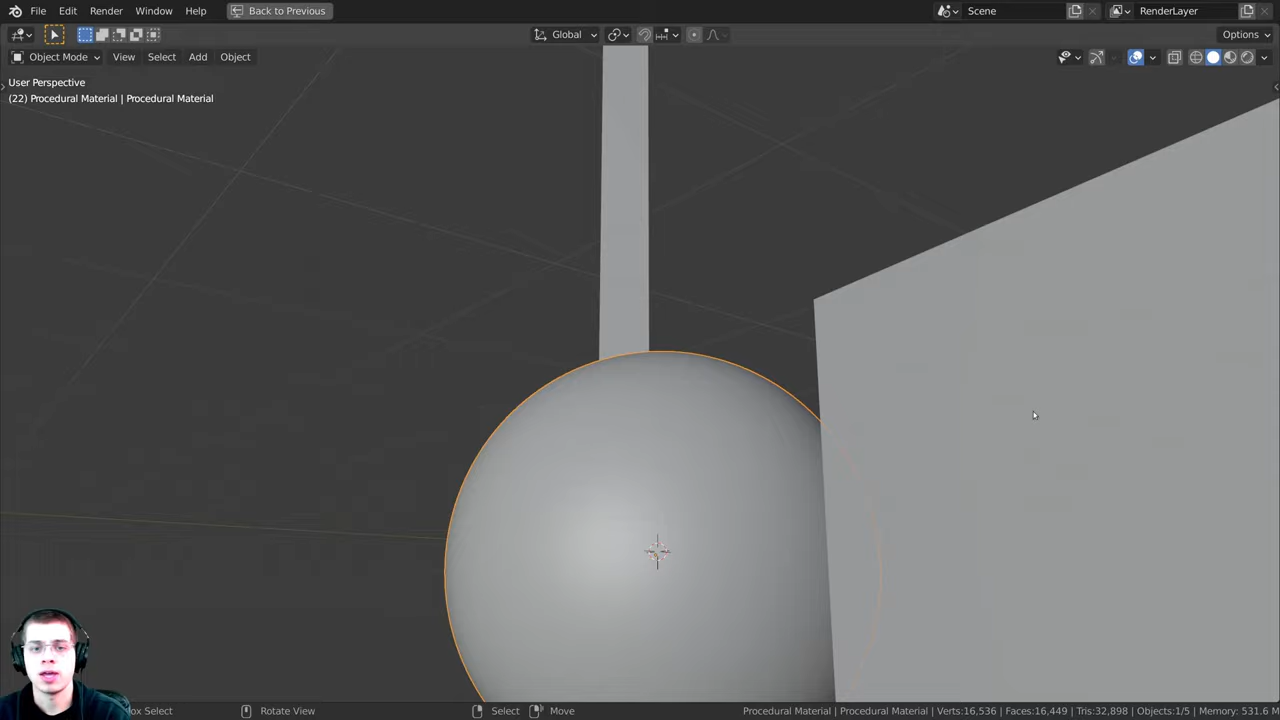 File Edit Render Window Help Back to Previous Scene RenderLayer
Global Options
Object Mode View Select Add Object
User Perspective
(22) Procedural Material | Procedural Material
ox Select Rotate View Select Move Procedural Material | Procedural Material | Verts:16,536 | Faces:16,449 | Tris:32,898 | Objects:1/5 | Memory: 531.6 M